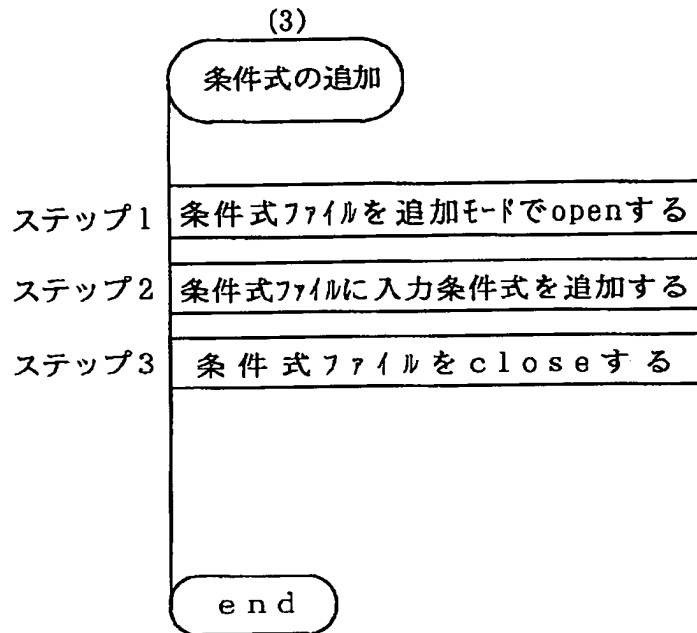 (3)
条件式の追加
ステップ1 条件式ファイルを追加モードでopenする
ステップ2 条件式ファイルに入力条件式を追加する
ステップ3 条件式ファイルをcloseする
end